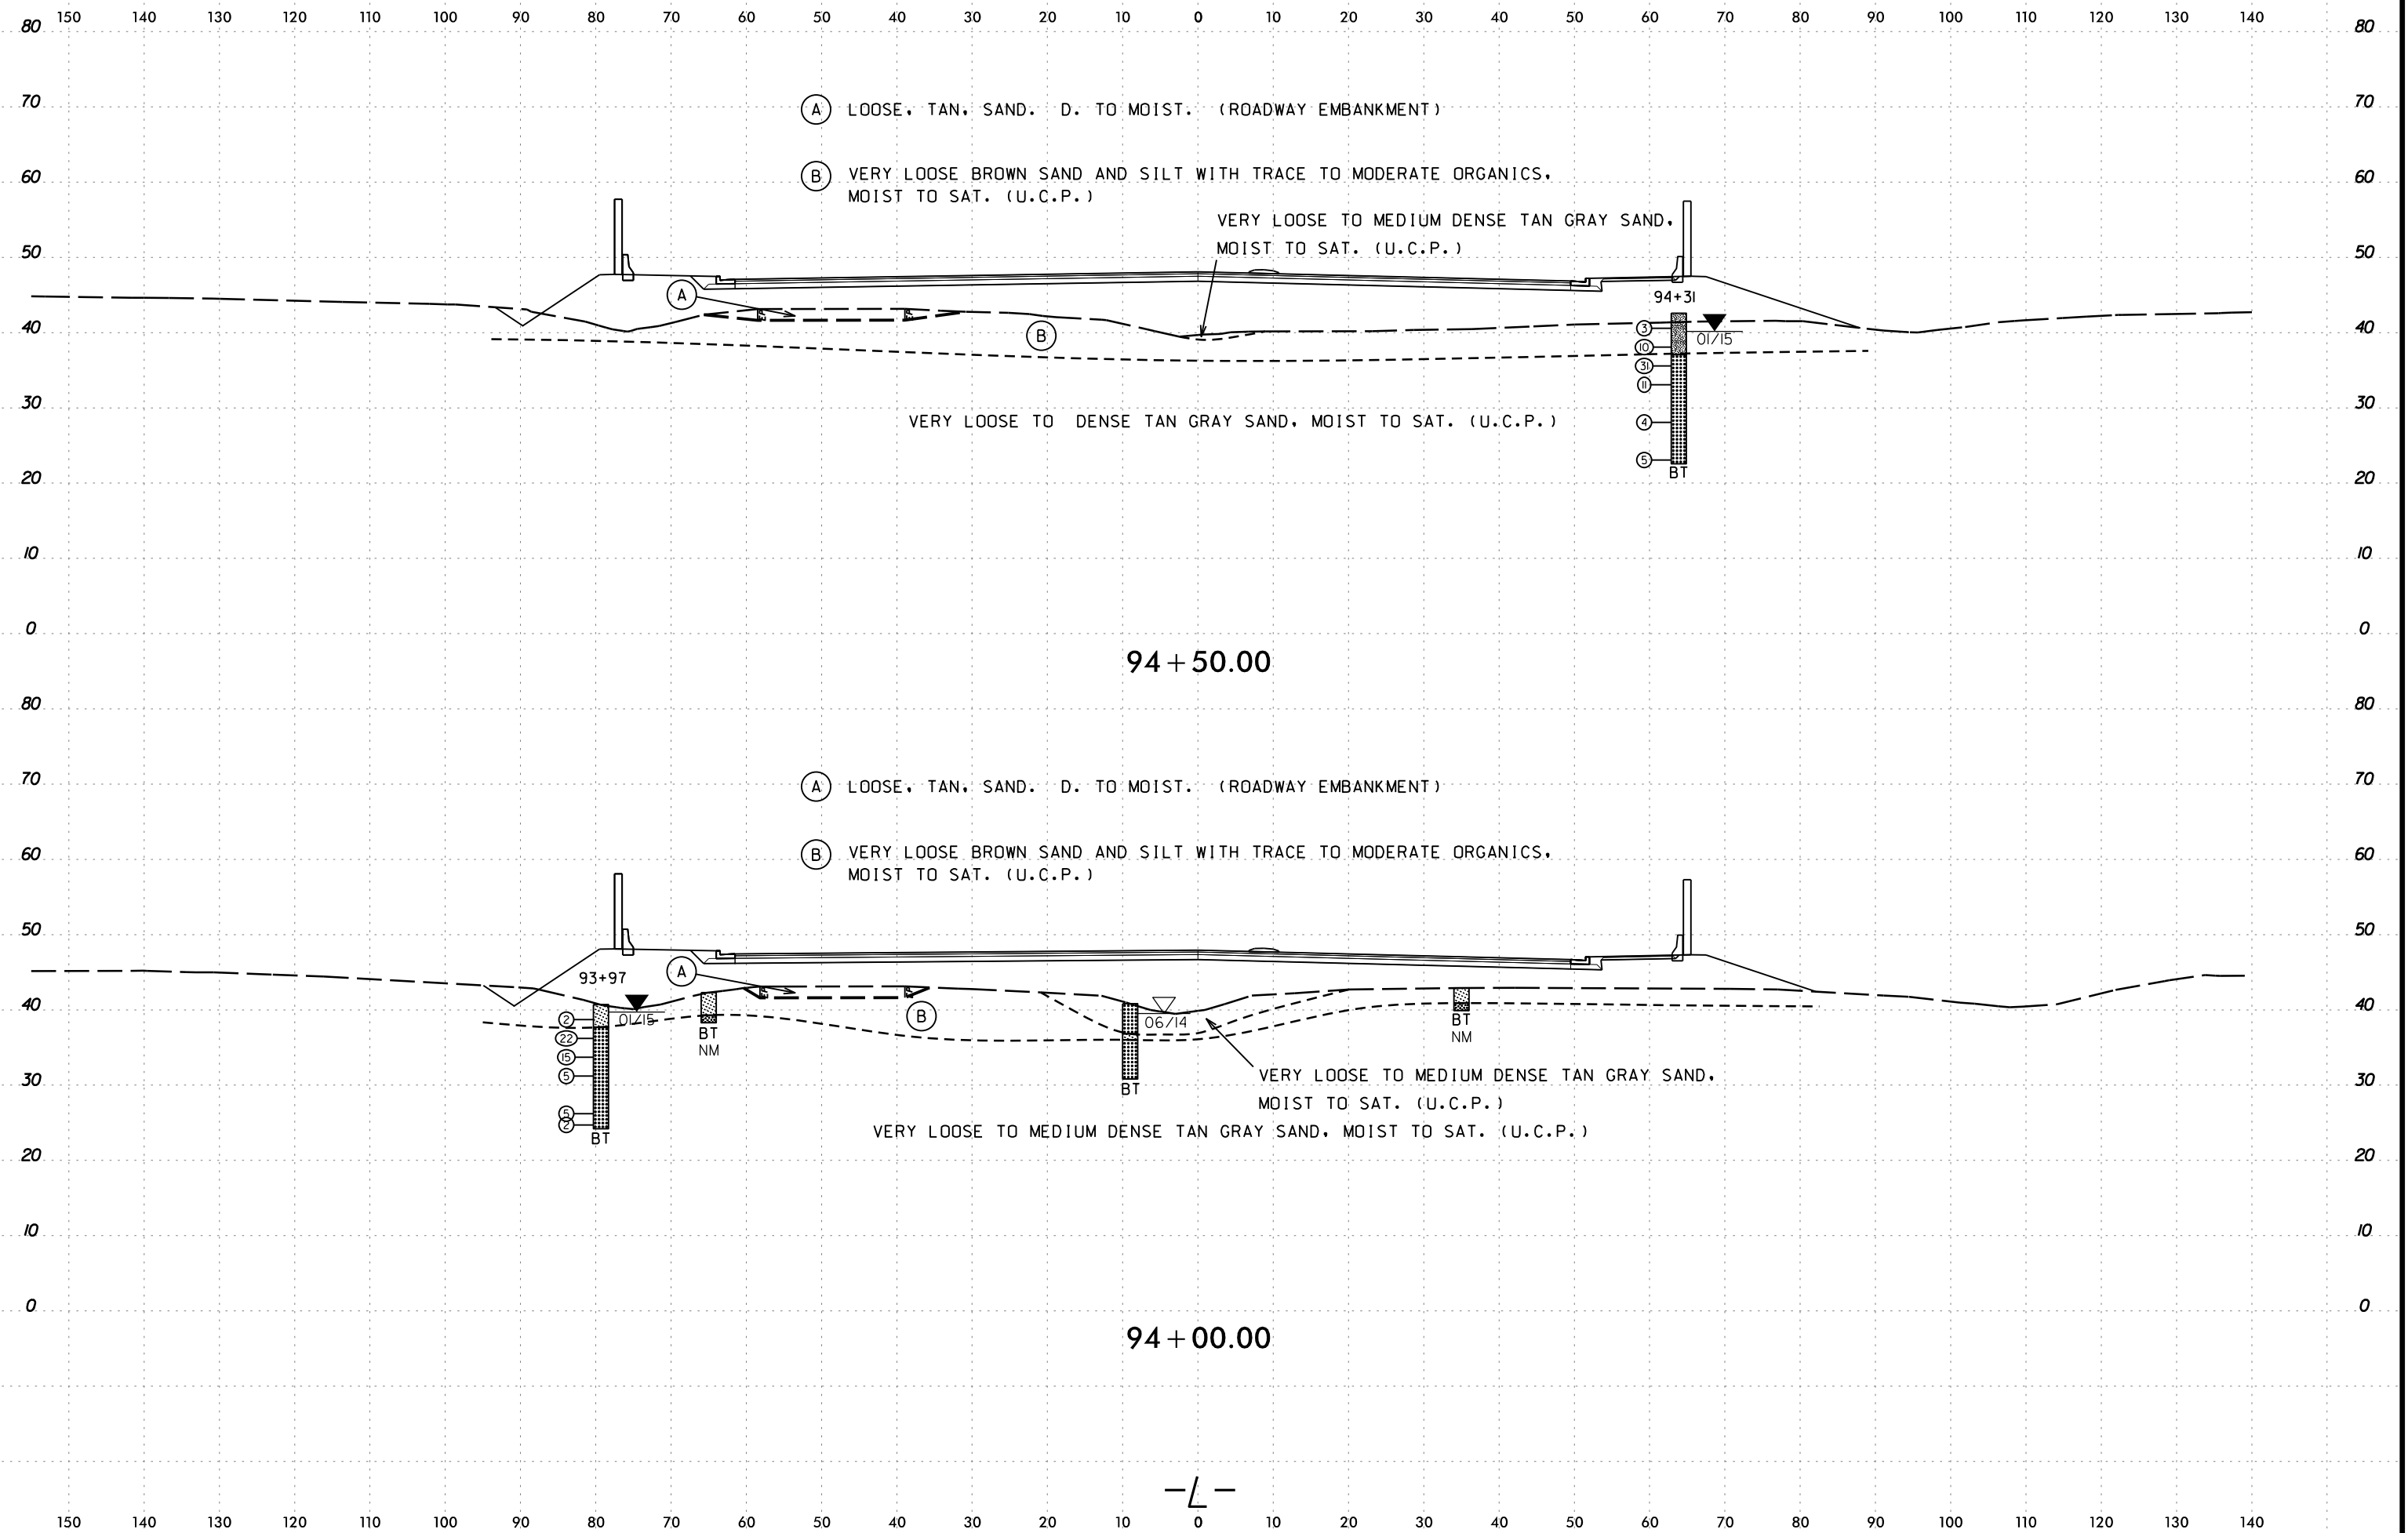 150 140 130 120 110 100 90 80 70 60 50 40 30 20 10 0 10 20 30 40 50 60 70 80 90 100 110 120 130 140
80 80
70 70
Ⓐ LOOSE, TAN, SAND. D. TO MOIST. (ROADWAY EMBANKMENT)
60 60
Ⓑ VERY LOOSE BROWN SAND AND SILT WITH TRACE TO MODERATE ORGANICS,
MOIST TO SAT. (U.C.P.)
VERY LOOSE TO MEDIUM DENSE TAN GRAY SAND,
MOIST TO SAT. (U.C.P.)
50 50
A
94+31
40 40
B
3
01/15
10
31
11
30 30
VERY LOOSE TO DENSE TAN GRAY SAND, MOIST TO SAT. (U.C.P.)
4
5
BT
20 20
10 10
0 0
94+50.00
80 80
70 70
Ⓐ LOOSE, TAN, SAND. D. TO MOIST. (ROADWAY EMBANKMENT)
60 60
Ⓑ VERY LOOSE BROWN SAND AND SILT WITH TRACE TO MODERATE ORGANICS,
MOIST TO SAT. (U.C.P.)
50 50
93+97
A
40 40
2
01/15
B
06/14
22
BT
NM
BT
NM
15
5
30 30
BT
VERY LOOSE TO MEDIUM DENSE TAN GRAY SAND,
MOIST TO SAT. (U.C.P.)
5
2
BT
VERY LOOSE TO MEDIUM DENSE TAN GRAY SAND, MOIST TO SAT. (U.C.P.)
20 20
10 10
0 0
94+00.00
-L-
150 140 130 120 110 100 90 80 70 60 50 40 30 20 10 0 10 20 30 40 50 60 70 80 90 100 110 120 130 140